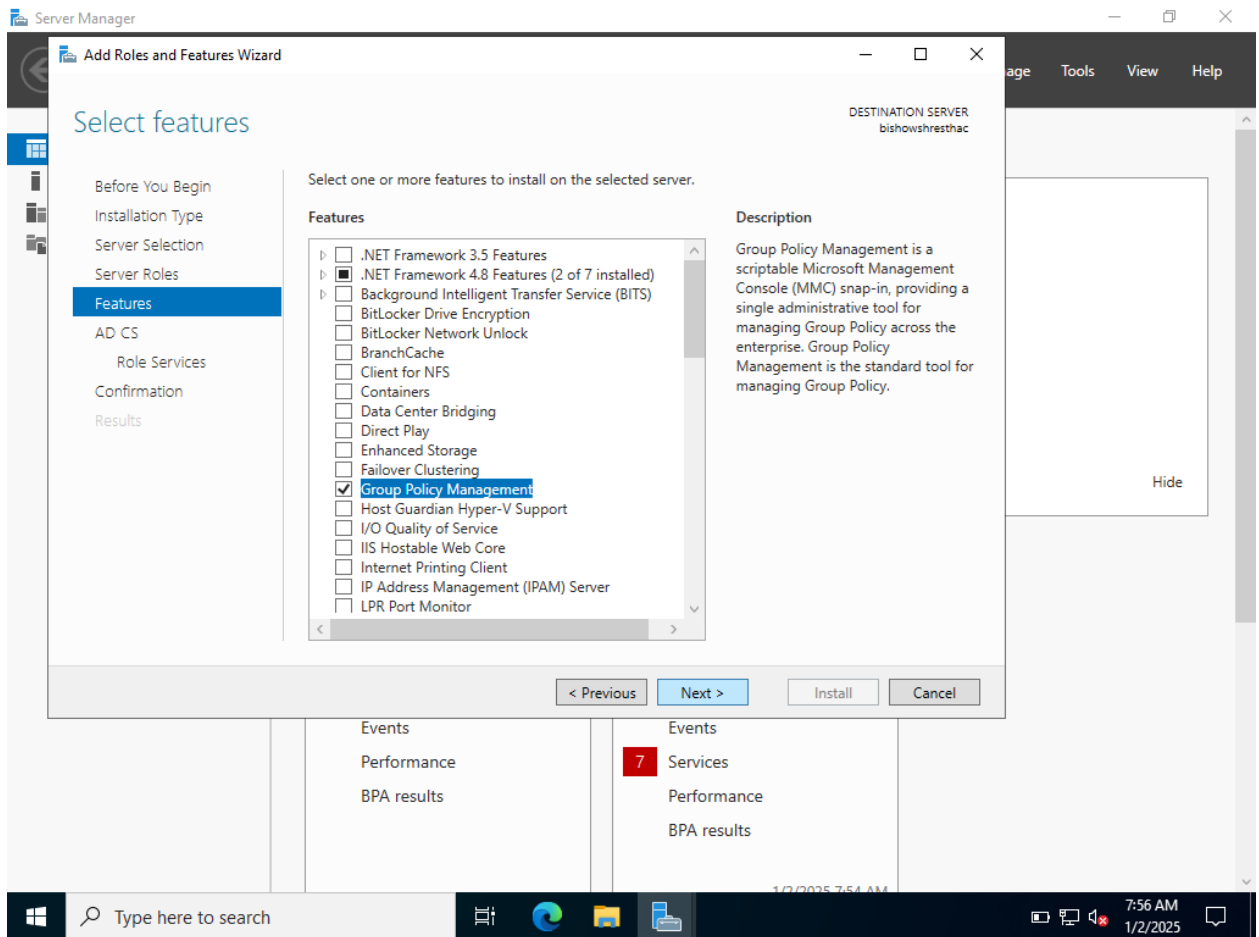 Server Manager
Add Roles and Features Wizard
age Tools View Help
Select features
DESTINATION SERVER
bishowshresthac
Before You Begin
Installation Type
Server Selection
Server Roles
Features
AD CS
Role Services
Confirmation
Results
Select one or more features to install on the selected server.
Features
.NET Framework 3.5 Features
.NET Framework 4.8 Features (2 of 7 installed)
Background Intelligent Transfer Service (BITS)
BitLocker Drive Encryption
BitLocker Network Unlock
BranchCache
Client for NFS
Containers
Data Center Bridging
Direct Play
Enhanced Storage
Failover Clustering
Group Policy Management
Host Guardian Hyper-V Support
I/O Quality of Service
IIS Hostable Web Core
Internet Printing Client
IP Address Management (IPAM) Server
LPR Port Monitor
Description
Group Policy Management is a
scriptable Microsoft Management
Console (MMC) snap-in, providing a
single administrative tool for
managing Group Policy across the
enterprise. Group Policy
Management is the standard tool for
managing Group Policy.
Hide
< Previous
Next >
Install
Cancel
Events
Performance
BPA results
Events
7 Services
Performance
BPA results
1/2/2025 7:54 AM
Type here to search
7:56 AM
1/2/2025